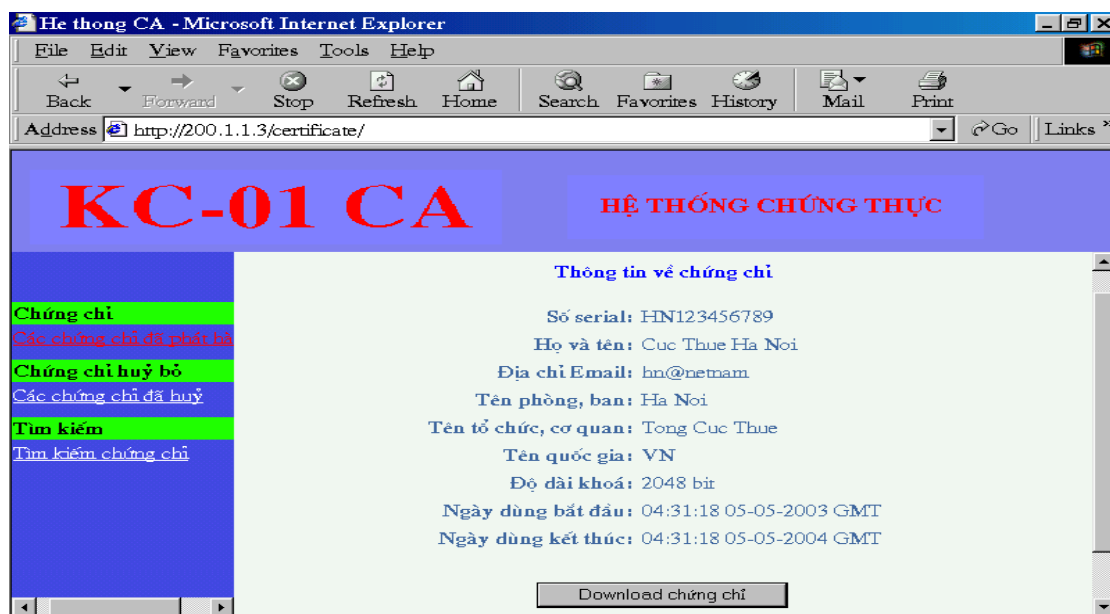 He thong CA - Microsoft Internet Explorer
File Edit View Favorites Tools Help
Back Forward Stop Refresh Home Search Favorites History Mail Print
Address http://200.1.1.3/certificate/ Go Links »
KC-01 CA
HỆ THỐNG CHỨNG THỰC
Chứng chỉ
Các chứng chỉ đã phát hà
Chứng chỉ huỷ bỏ
Các chứng chỉ đã huỷ
Tìm kiếm
Tìm kiếm chứng chỉ
Thông tin về chứng chỉ
Số serial: HN123456789
Họ và tên: Cuc Thue Ha Noi
Địa chỉ Email: hn@netnam
Tên phòng, ban: Ha Noi
Tên tổ chức, cơ quan: Tong Cuc Thue
Tên quốc gia: VN
Độ dài khoá: 2048 bit
Ngày dùng bắt đầu: 04:31:18 05-05-2003 GMT
Ngày dùng kết thúc: 04:31:18 05-05-2004 GMT
Download chứng chỉ